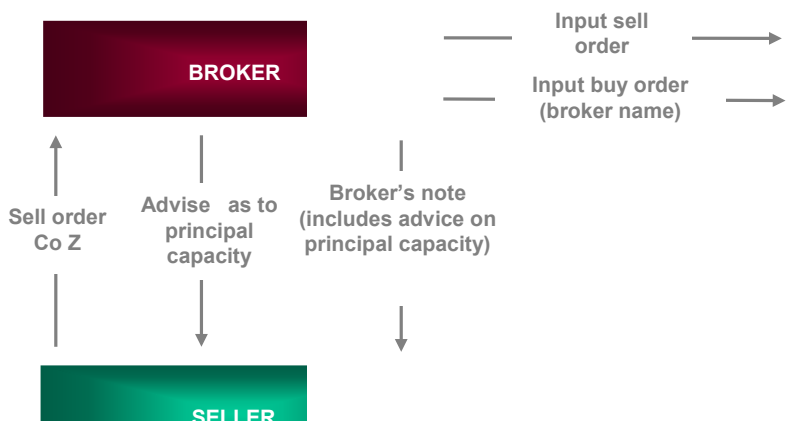 Input sell
order
BROKER
Input buy order
(broker name)
Sell order
Co Z
Advise as to
principal
capacity
Broker's note
(includes advice on
principal capacity)
SELLER